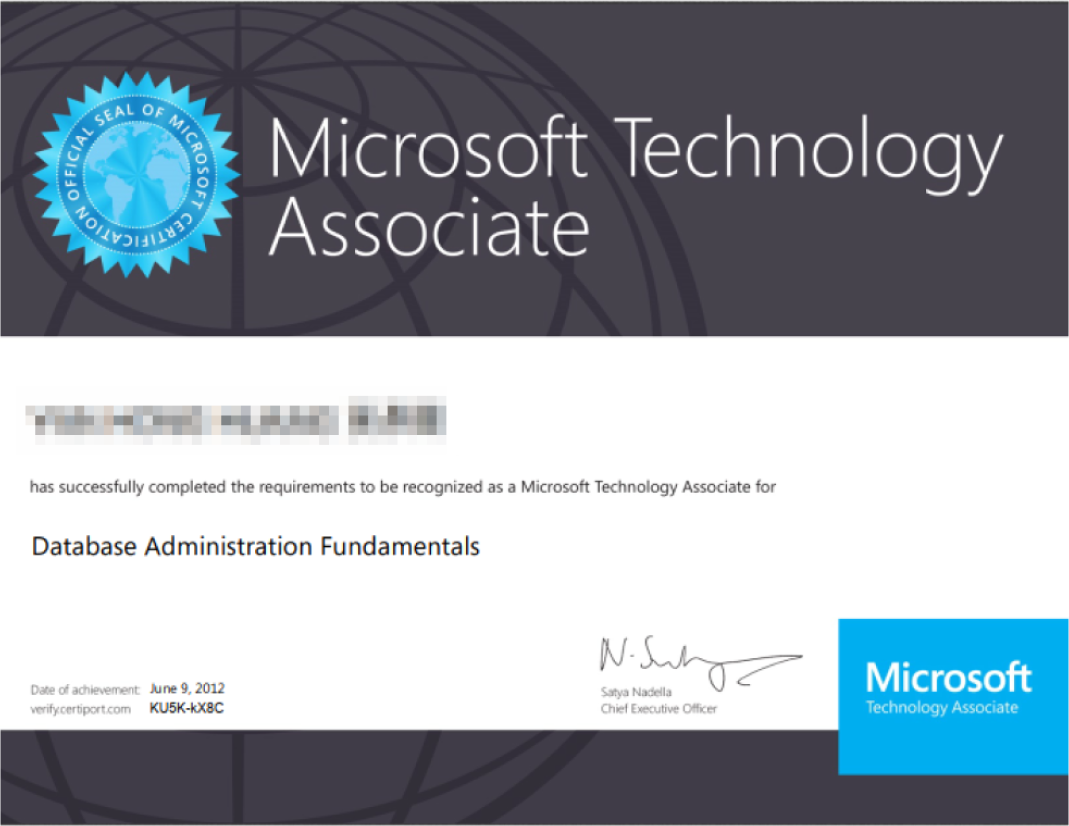 OFFICIAL SEAL OF MICROSOFT CERTIFICATION
Microsoft Technology
Associate
has successfully completed the requirements to be recognized as a Microsoft Technology Associate for
Database Administration Fundamentals
Date of achievement: June 9, 2012
verify.certiport.com KU5K-kX8C
N. Satya
Satya Nadella
Chief Executive Officer
Microsoft
Technology Associate